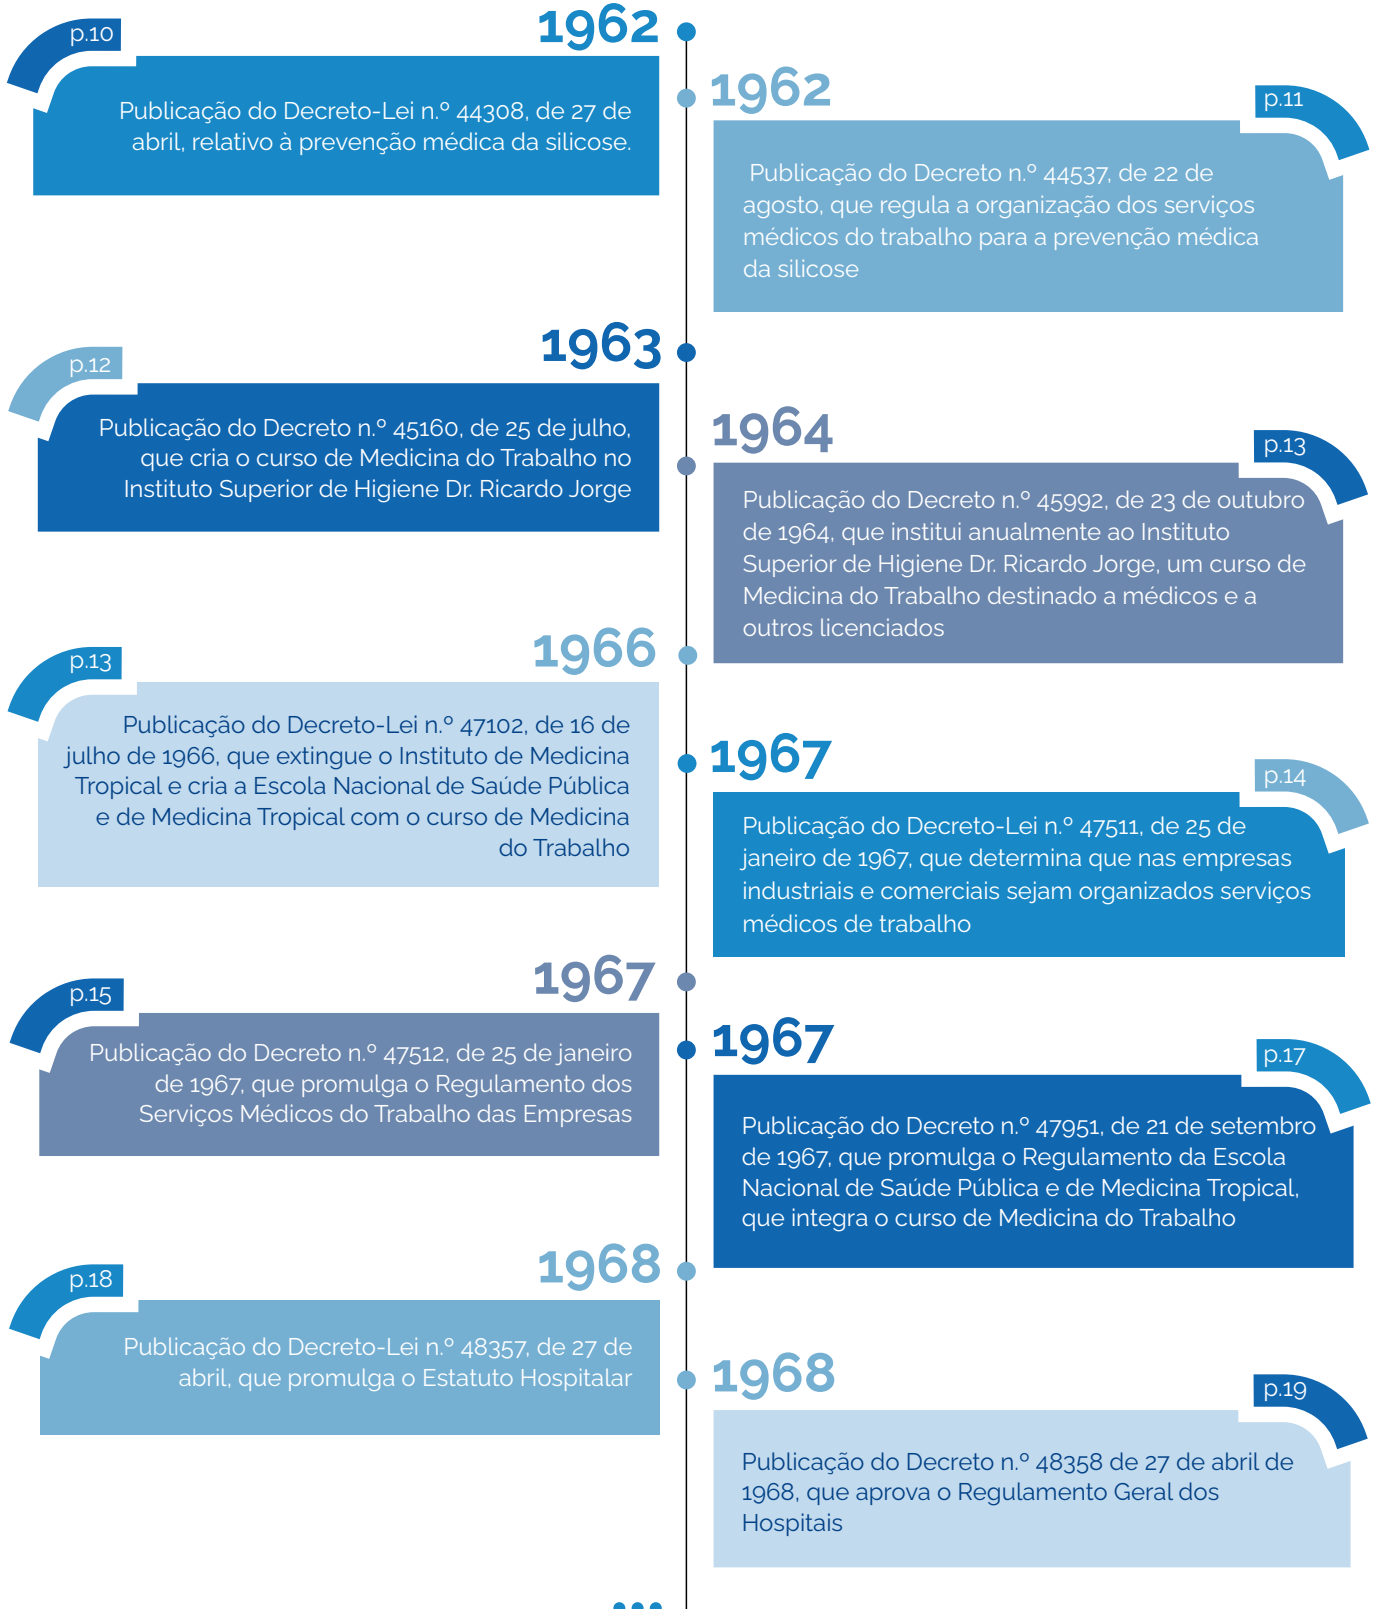 1962
p.10
Publicação do Decreto-Lei n.º 44308, de 27 de
abril, relativo à prevenção médica da silicose.
1962
p.11
Publicação do Decreto n.º 44537, de 22 de
agosto, que regula a organização dos serviços
médicos do trabalho para a prevenção médica
da silicose
1963
p.12
Publicação do Decreto n.º 45160, de 25 de julho,
que cria o curso de Medicina do Trabalho no
Instituto Superior de Higiene Dr. Ricardo Jorge
1964
p.13
Publicação do Decreto n.º 45992, de 23 de outubro
de 1964, que institui anualmente ao Instituto
Superior de Higiene Dr. Ricardo Jorge, um curso de
Medicina do Trabalho destinado a médicos e a
outros licenciados
1966
p.13
Publicação do Decreto-Lei n.º 47102, de 16 de
julho de 1966, que extingue o Instituto de Medicina
Tropical e cria a Escola Nacional de Saúde Pública
e de Medicina Tropical com o curso de Medicina
do Trabalho
1967
p.14
Publicação do Decreto-Lei n.º 47511, de 25 de
janeiro de 1967, que determina que nas empresas
industriais e comerciais sejam organizados serviços
médicos de trabalho
1967
p.15
Publicação do Decreto n.º 47512, de 25 de janeiro
de 1967, que promulga o Regulamento dos
Serviços Médicos do Trabalho das Empresas
1967
p.17
Publicação do Decreto n.º 47951, de 21 de setembro
de 1967, que promulga o Regulamento da Escola
Nacional de Saúde Pública e de Medicina Tropical,
que integra o curso de Medicina do Trabalho
1968
p.18
Publicação do Decreto-Lei n.º 48357, de 27 de
abril, que promulga o Estatuto Hospitalar
1968
p.19
Publicação do Decreto n.º 48358 de 27 de abril de
1968, que aprova o Regulamento Geral dos
Hospitais